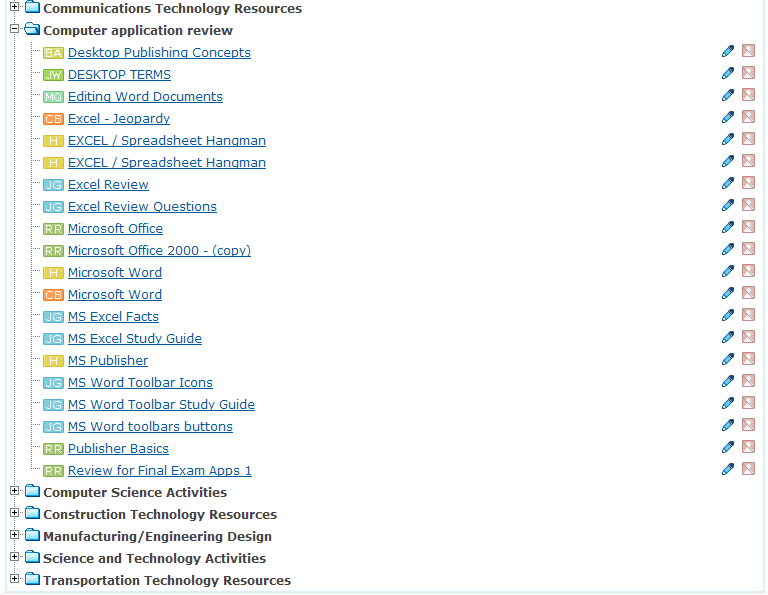 Communications Technology Resources
Computer application review
BA Desktop Publishing Concepts
JW DESKTOP TERMS
MO Editing Word Documents
CB Excel - Jeopardy
H EXCEL / Spreadsheet Hangman
H EXCEL / Spreadsheet Hangman
JG Excel Review
JG Excel Review Questions
RR Microsoft Office
RR Microsoft Office 2000 - (copy)
H Microsoft Word
CB Microsoft Word
JG MS Excel Facts
JG MS Excel Study Guide
H MS Publisher
JG MS Word Toolbar Icons
JG MS Word Toolbar Study Guide
JG MS Word toolbars buttons
RR Publisher Basics
RR Review for Final Exam Apps 1
Computer Science Activities
Construction Technology Resources
Manufacturing/Engineering Design
Science and Technology Activities
Transportation Technology Resources